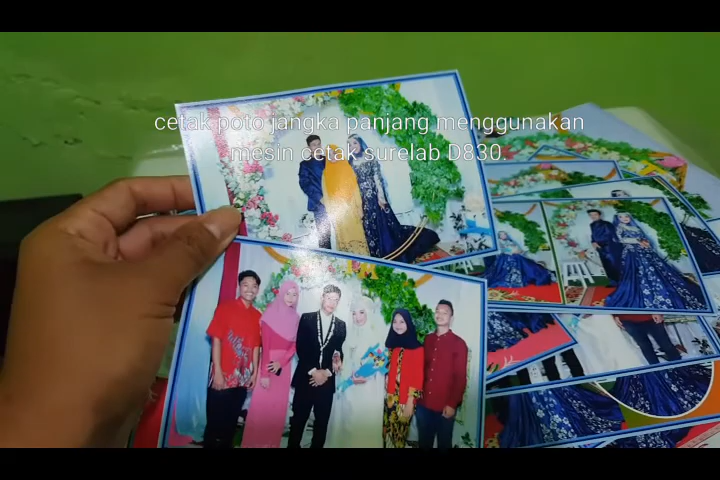 cetak poto jangka panjang menggunakan
mesin cetak surelab D830.